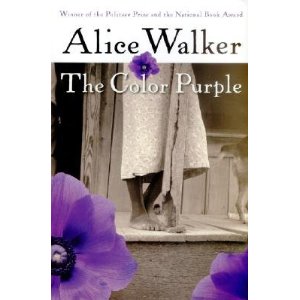 Winner of the Pulitzer Prize and the National Book Award
Alice Walker
The Color Purple